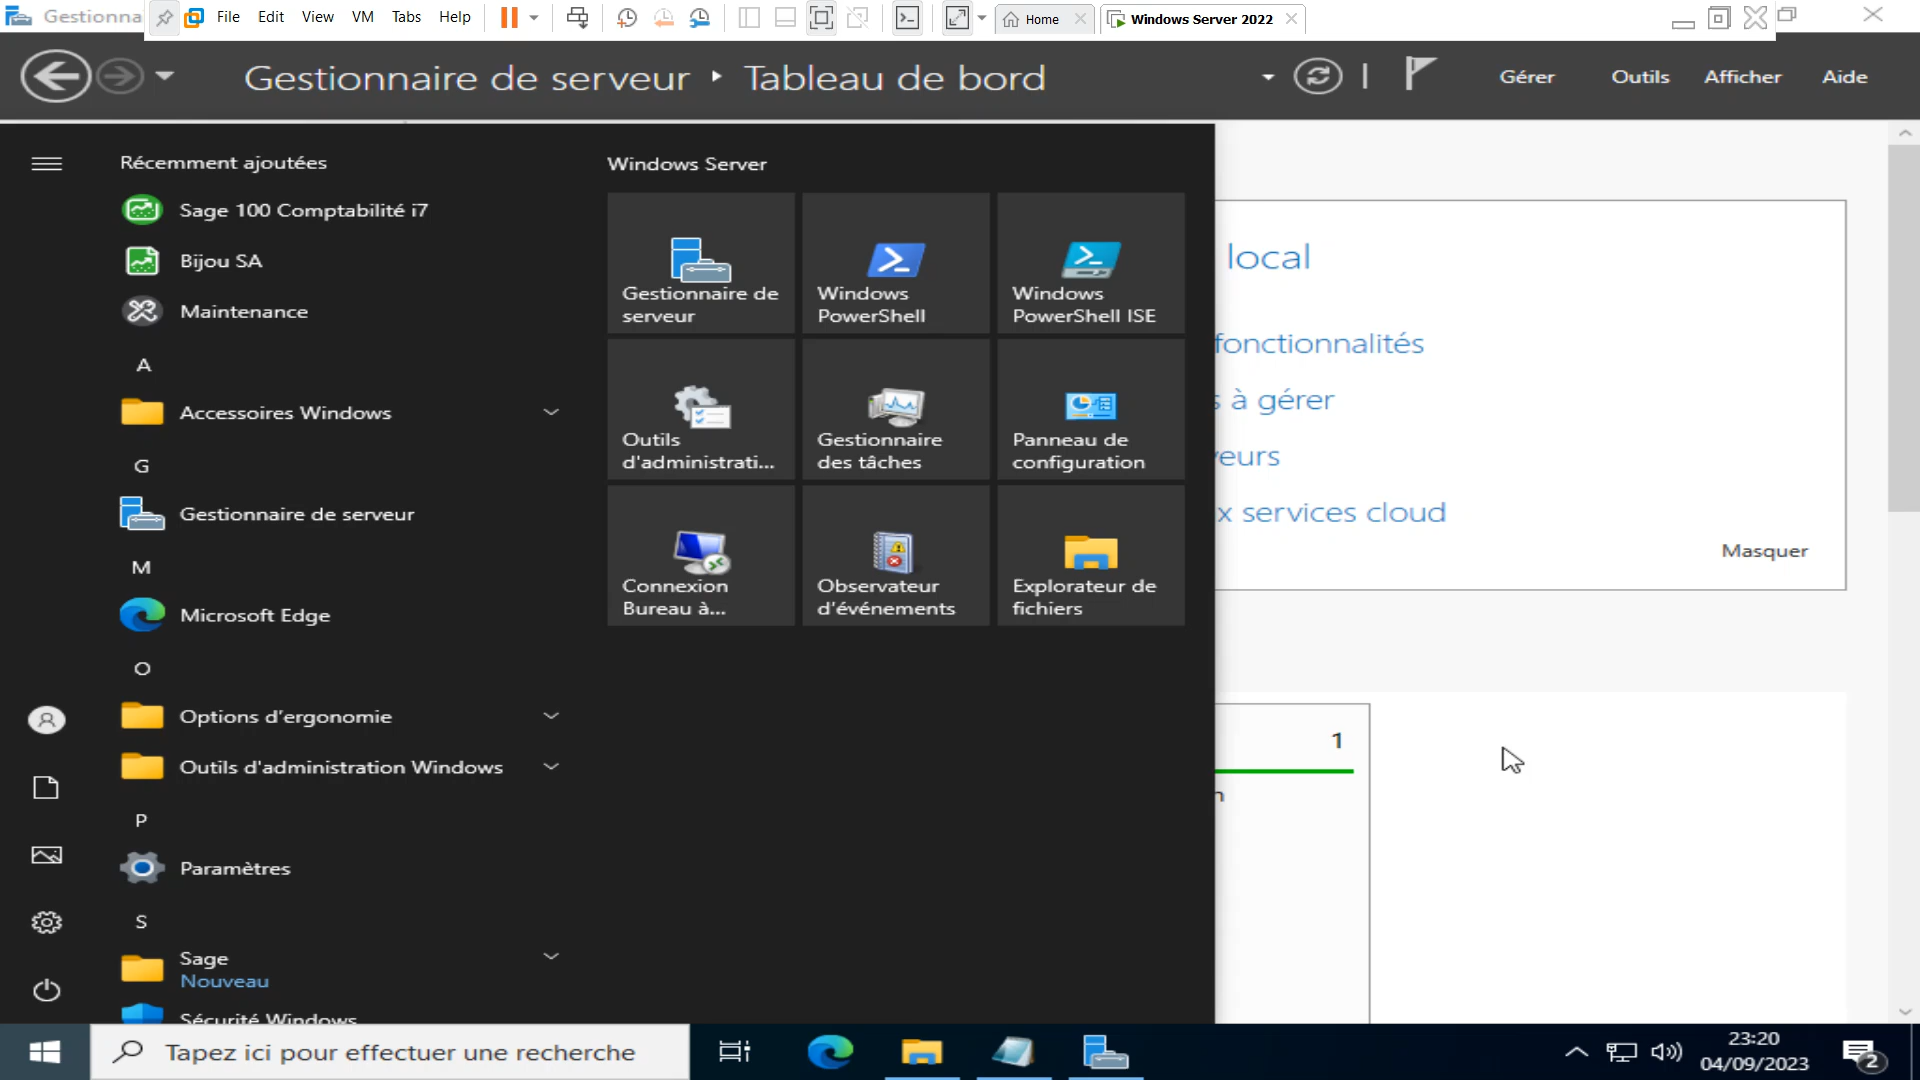 Gestionna
File Edit View VM Tabs Help
Home
Windows Server 2022
Gestionnaire de serveur ‣ Tableau de bord
Gérer Outils Afficher Aide
Récemment ajoutées
Sage 100 Comptabilité i7
Bijou SA
Maintenance
A
Accessoires Windows
G
Gestionnaire de serveur
M
Microsoft Edge
O
Options d'ergonomie
Outils d'administration Windows
P
Paramètres
S
Sage
Nouveau
Sécurité Windows
Windows Server
Gestionnaire de
serveur
Windows
PowerShell
Windows
PowerShell ISE
Outils
d'administrati...
Gestionnaire
des tâches
Panneau de
configuration
Connexion
Bureau à...
Observateur
d'événements
Explorateur de
fichiers
local
fonctionnalités
s à gérer
veurs
x services cloud
Masquer
1
n
Tapez ici pour effectuer une recherche
23:20
04/09/2023
2